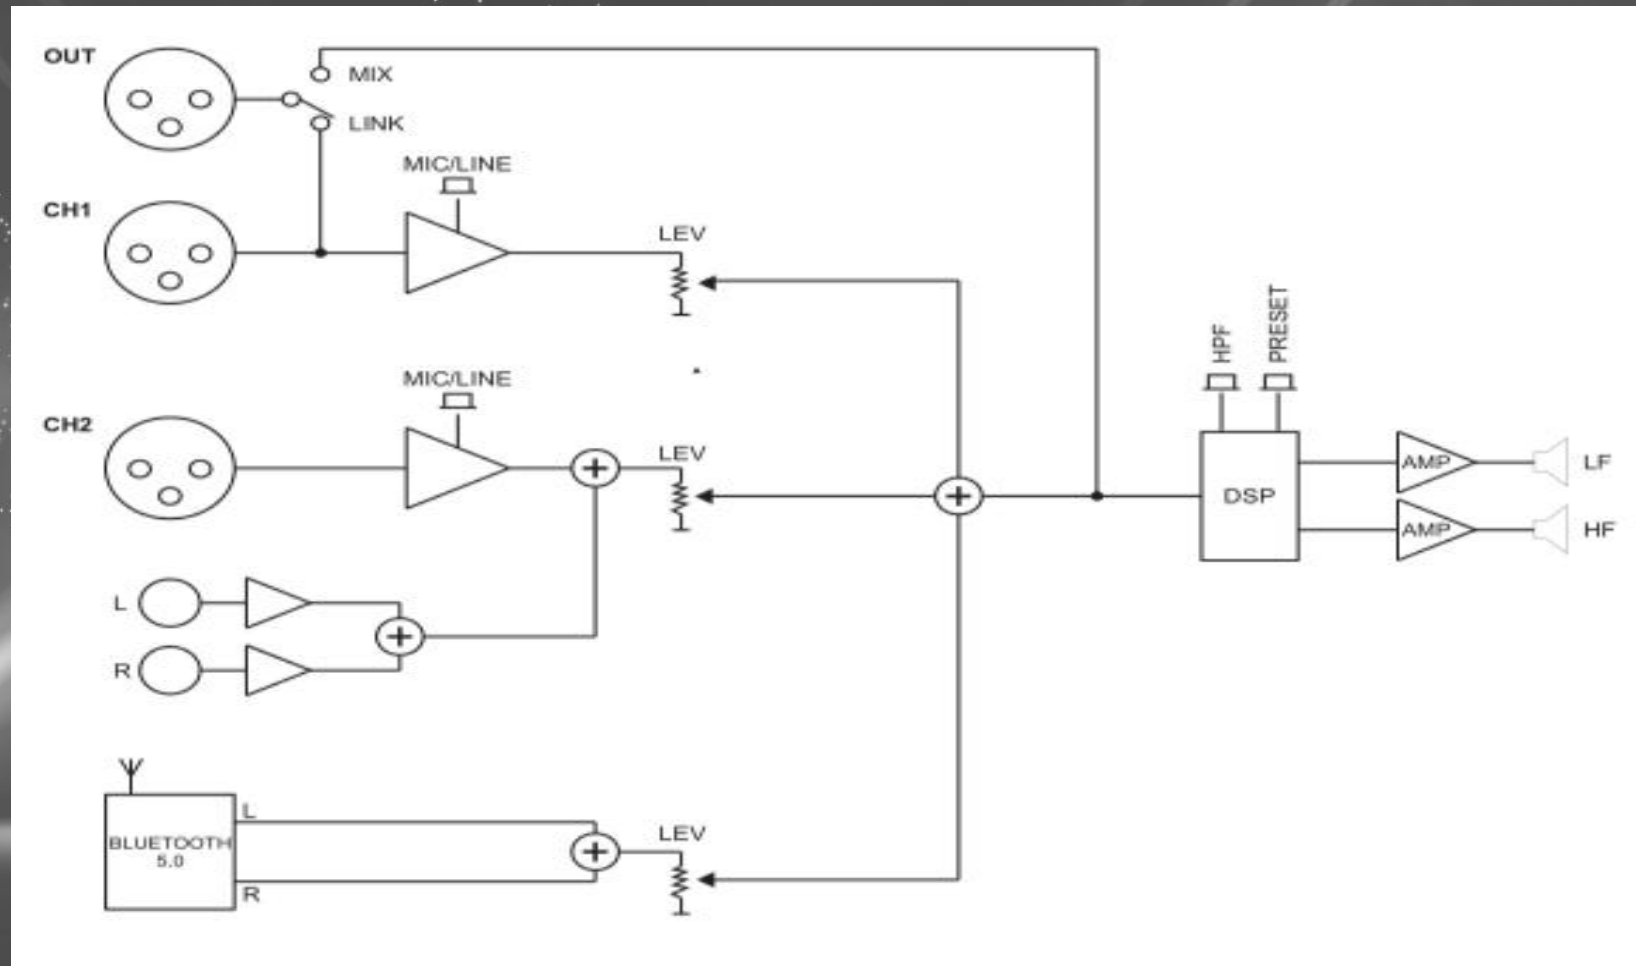 OUT
MIX
LINK
MIC/LINE
CH1
LEV
HPF
PRESET
MIC/LINE
CH2
LEV
+
+
DSP
AMP
LF
AMP
HF
L
+
R
BLUETOOTH
5.0
L
R
+
LEV